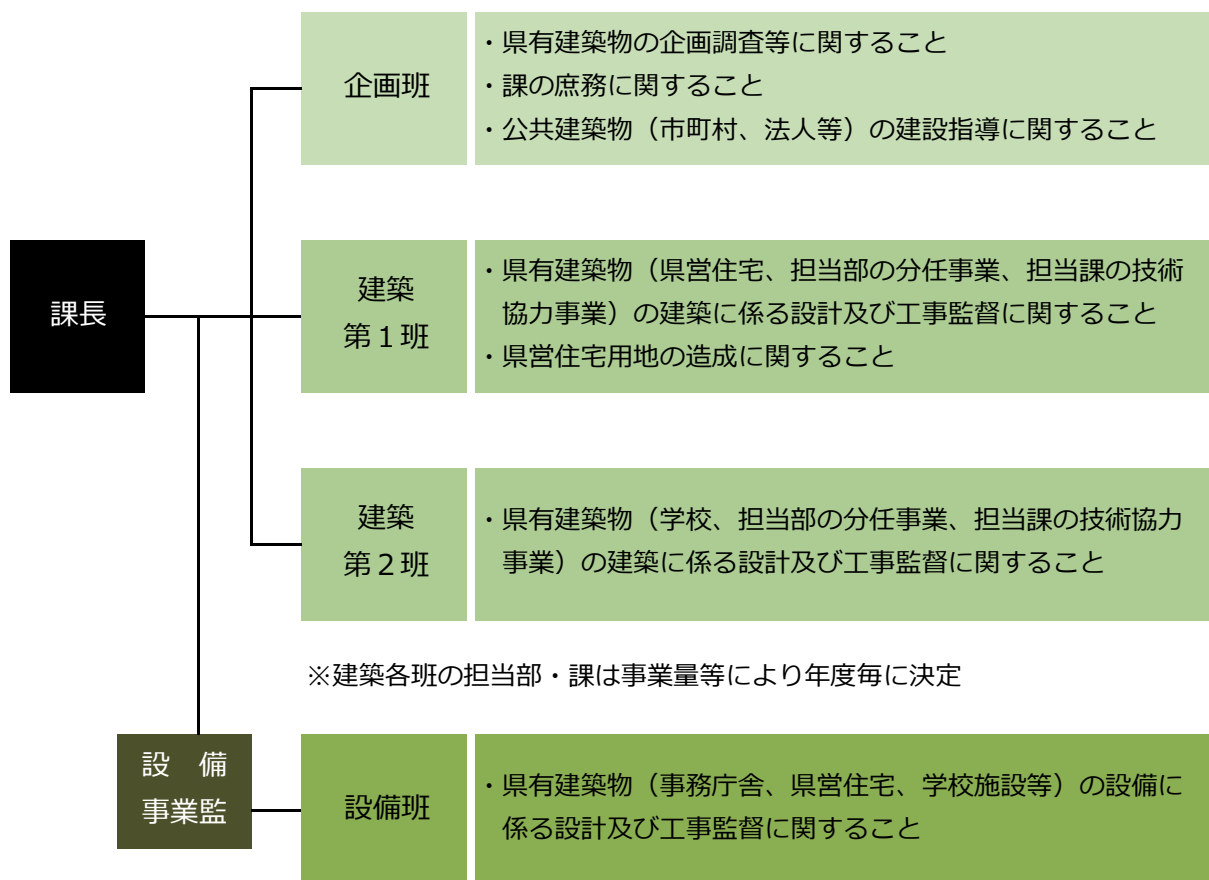 企画班
・県有建築物の企画調査等に関すること
・課の庶務に関すること
・公共建築物（市町村、法人等）の建設指導に関すること
課長
建築
第１班
・県有建築物（県営住宅、担当部の分任事業、担当課の技術
協力事業）の建築に係る設計及び工事監督に関すること
・県営住宅用地の造成に関すること
建築
第２班
・県有建築物（学校、担当部の分任事業、担当課の技術協力
事業）の建築に係る設計及び工事監督に関すること
※建築各班の担当部・課は事業量等により年度毎に決定
設　備
事業監
設備班
・県有建築物（事務庁舎、県営住宅、学校施設等）の設備に
係る設計及び工事監督に関すること